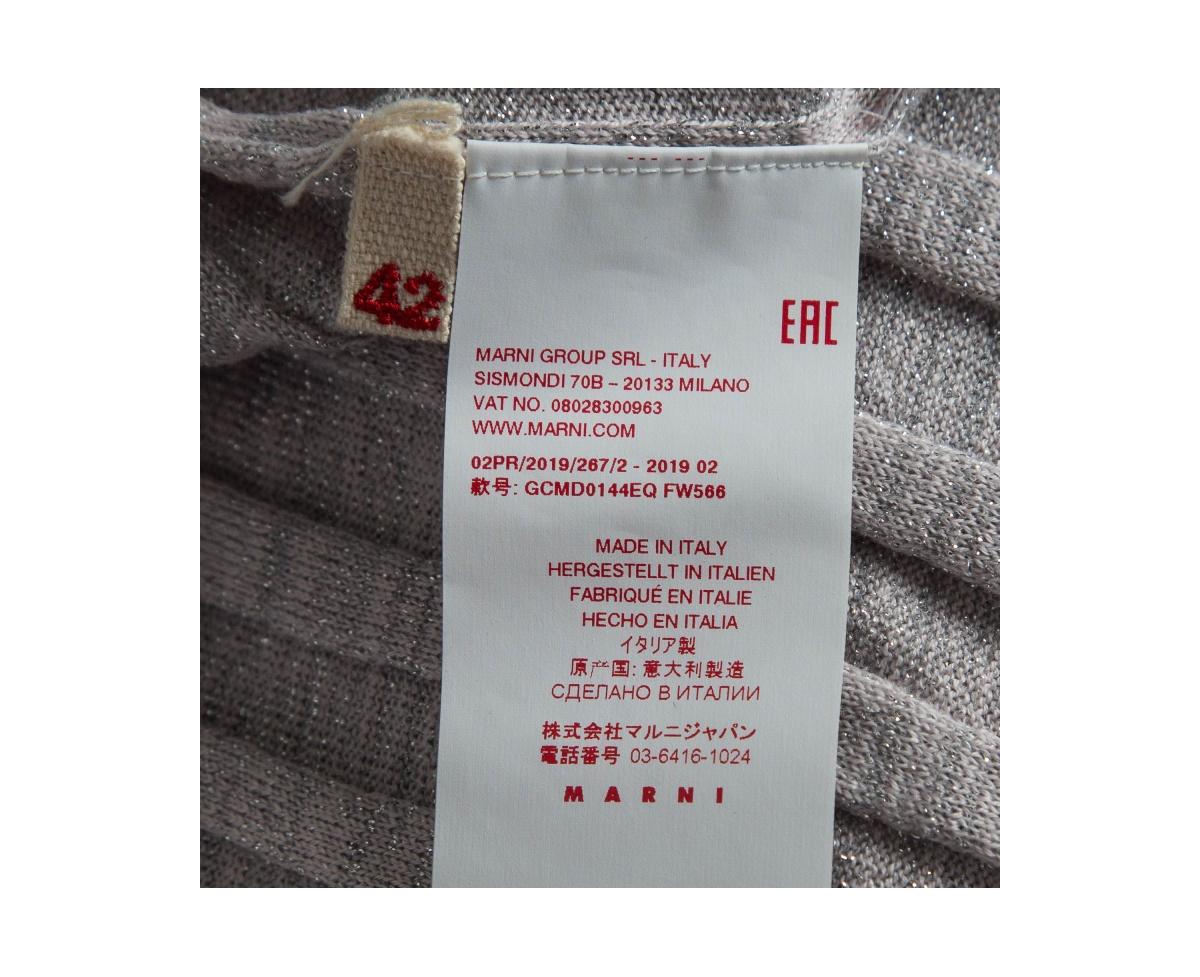 42
EAC
MARNI GROUP SRL - ITALY
SISMONDI 70B – 20133 MILANO
VAT NO. 08028300963
WWW.MARNI.COM
02PR/2019/267/2 - 2019 02
款号: GCMD0144EQ FW566
MADE IN ITALY
HERGESTELLT IN ITALIEN
FABRIQUÉ EN ITALIE
HECHO EN ITALIA
イタリア製
原产国: 意大利製造
СДЕЛАНО В ИТАЛИИ
株式会社マルニジャパン
電話番号 03-6416-1024
MARNI